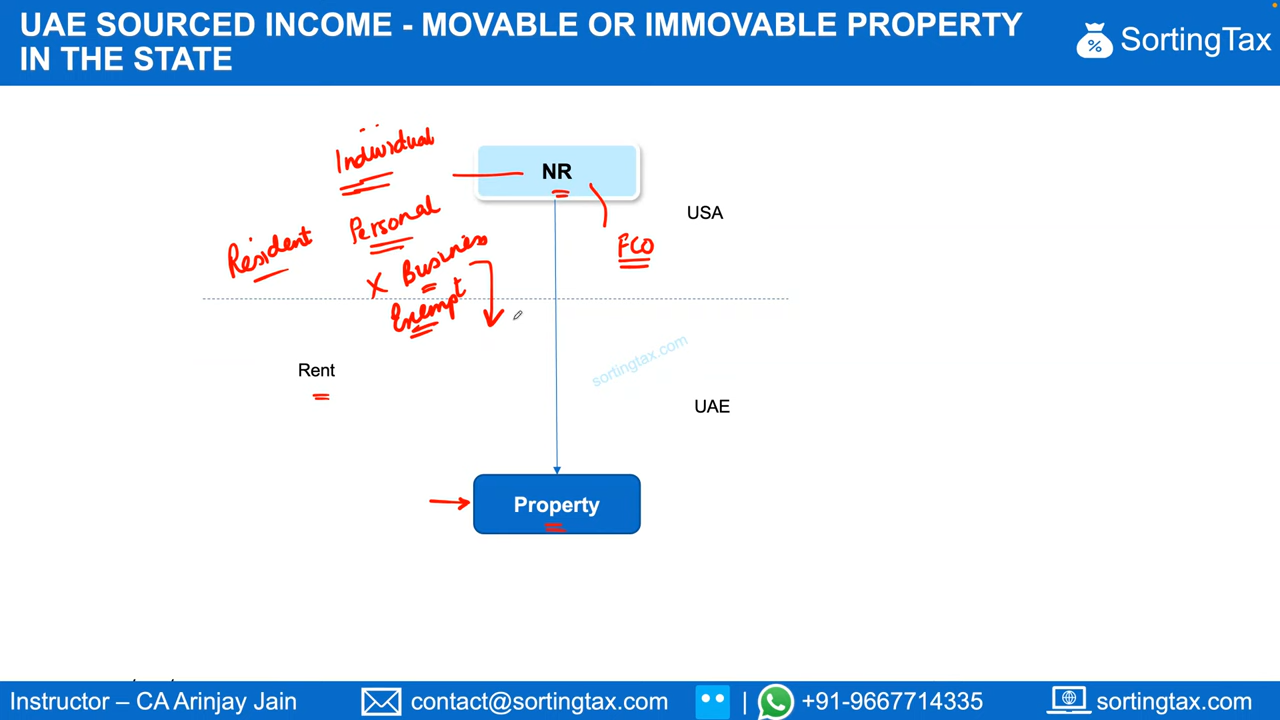 UAE SOURCED INCOME - MOVABLE OR IMMOVABLE PROPERTY
IN THE STATE
SortingTax
Individual
NR
USA
Resident
Personal
FCO
X Business
Exempt
Rent
sortingtax.com
UAE
Property
Instructor – CA Arinjay Jain
contact@sortingtax.com
+91-9667714335
sortingtax.com